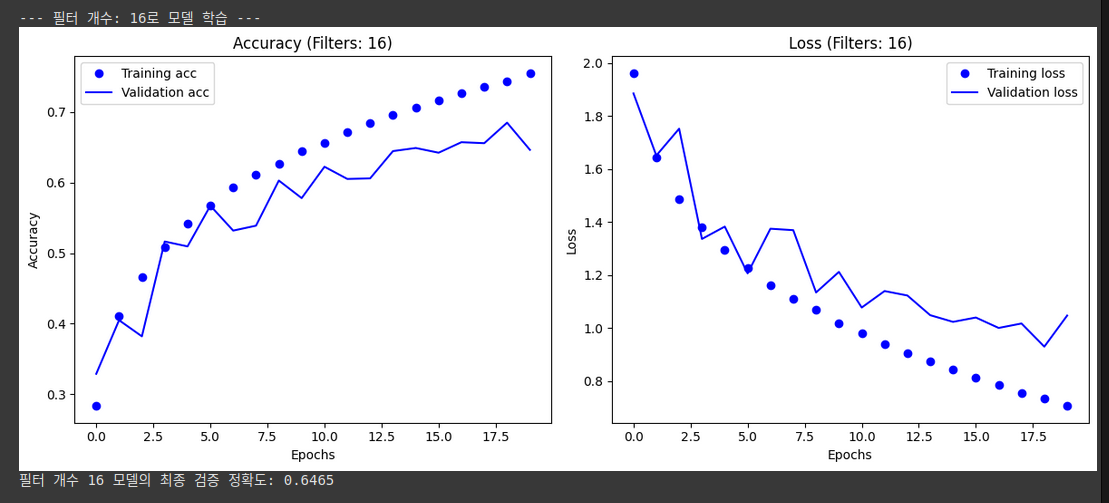 --- 필터 개수: 16로 모델 학습 ---
Accuracy (Filters: 16)
Training acc
Validation acc
0.7
0.6
0.5
0.4
0.3
Accuracy
0.0 2.5 5.0 7.5 10.0 12.5 15.0 17.5
Epochs
Loss (Filters: 16)
Training loss
Validation loss
2.0
1.8
1.6
1.4
1.2
1.0
0.8
Loss
0.0 2.5 5.0 7.5 10.0 12.5 15.0 17.5
Epochs
필터 개수 16 모델의 최종 검증 정확도: 0.6465